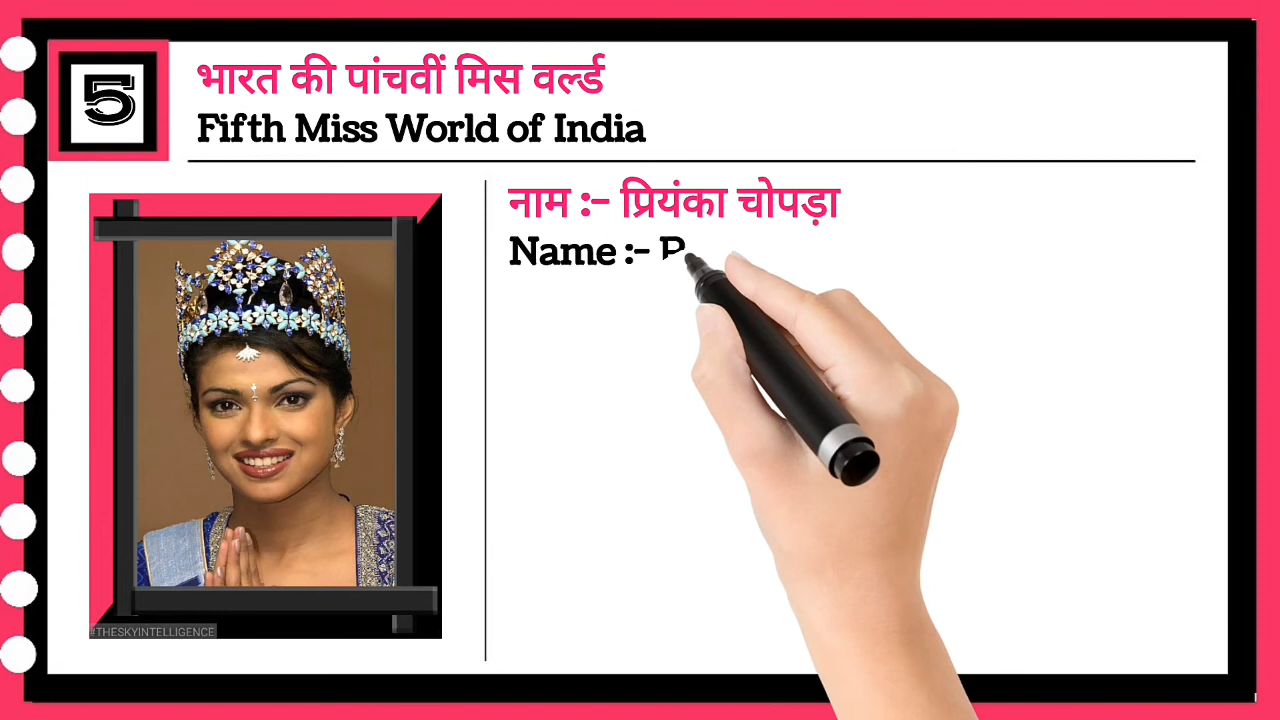 5
भारत की पांचवीं मिस वर्ल्ड
Fifth Miss World of India
नाम :- प्रियंका चोपड़ा
Name :- P
#THESKYINTELLIGENCE